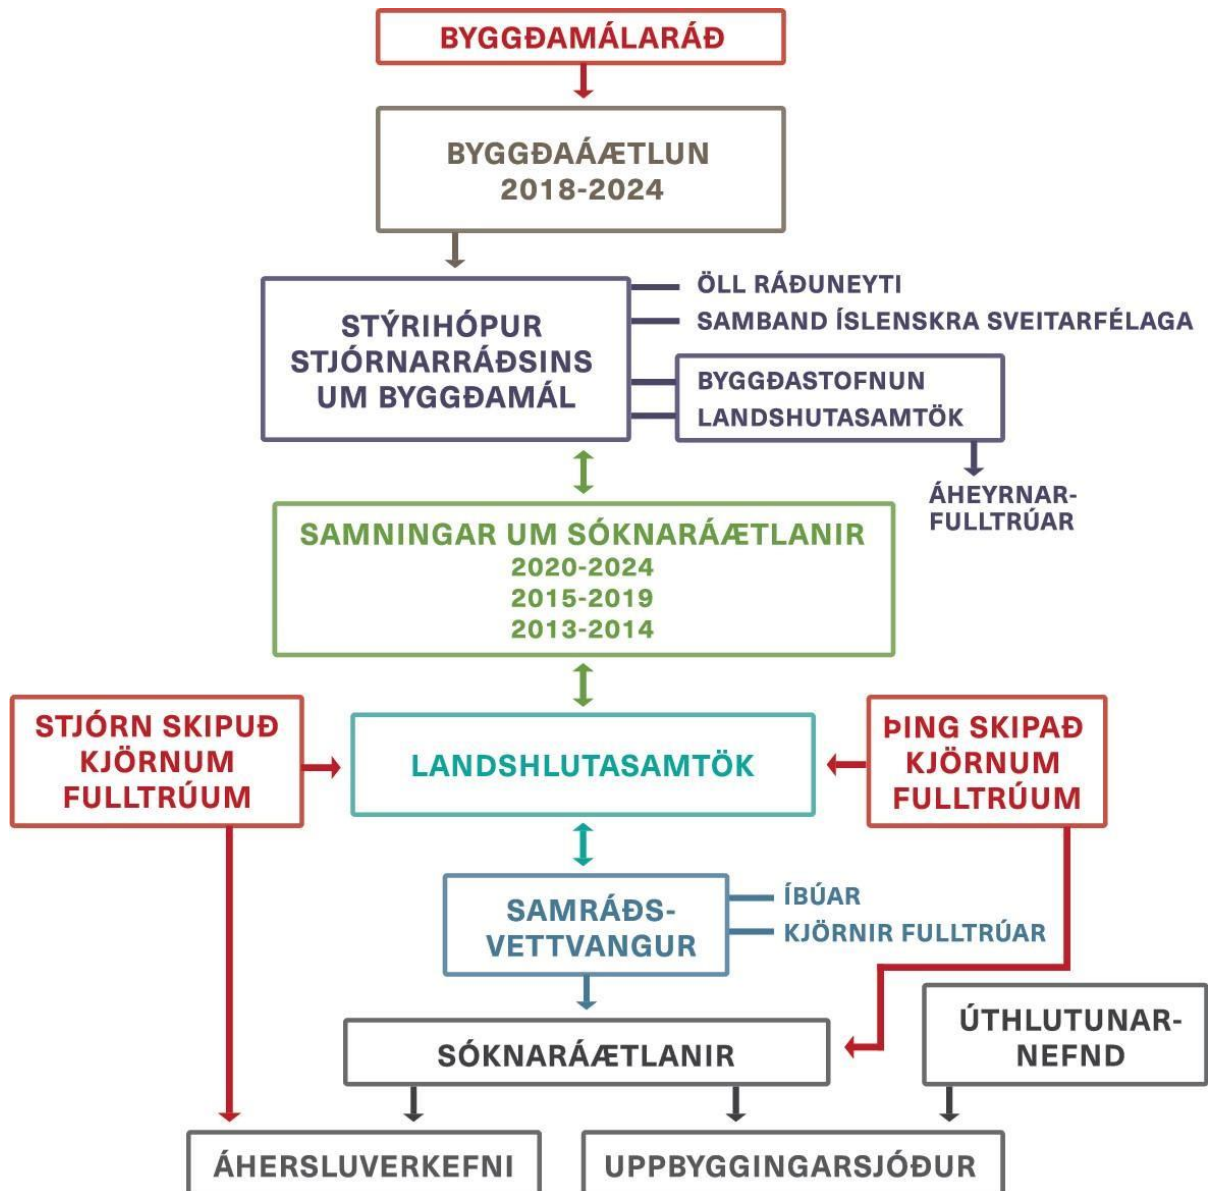 BYGGÐAMÁLARÁÐ
BYGGÐAÁÆTLUN
2018-2024
STÝRIHÓPUR
STJÓRNARRÁÐSINS
UM BYGGÐAMÁL
ÖLL RÁÐUNEYTI
SAMBAND ÍSLENSKRA SVEITARFÉLAGA
BYGGÐASTOFNUN
LANDSHUTASAMTÖK
ÁHEYRNAR-
FULLTRÚAR
SAMNINGAR UM SÓKNARÁÆTLANIR
2020-2024
2015-2019
2013-2014
STJÓRN SKIPUÐ
KJÖRNUM
FULLTRÚUM
LANDSHLUTASAMTÖK
ÞING SKIPAÐ
KJÖRNUM
FULLTRÚUM
SAMRÁÐS-
VETTVANGUR
ÍBÚAR
KJÖRNIR FULLTRÚAR
SÓKNARÁÆTLANIR
ÚTHLUTUNAR-
NEFND
ÁHERSLUVERKEFNI
UPPBYGGINGARSJÓÐUR